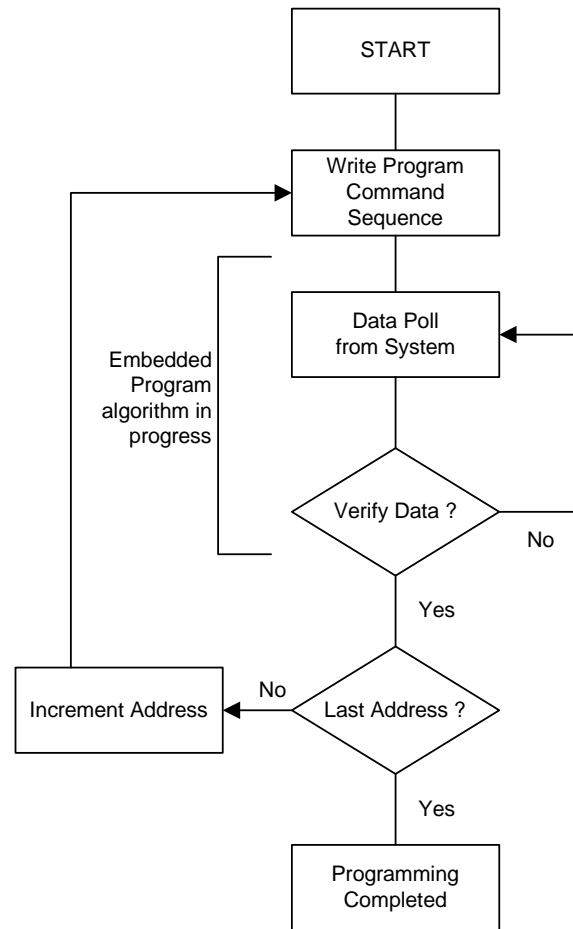 START
Write Program
Command
Sequence
Data Poll
from System
Embedded
Program
algorithm in
progress
Verify Data ?
No
Yes
No
Increment Address
Last Address ?
Yes
Programming
Completed